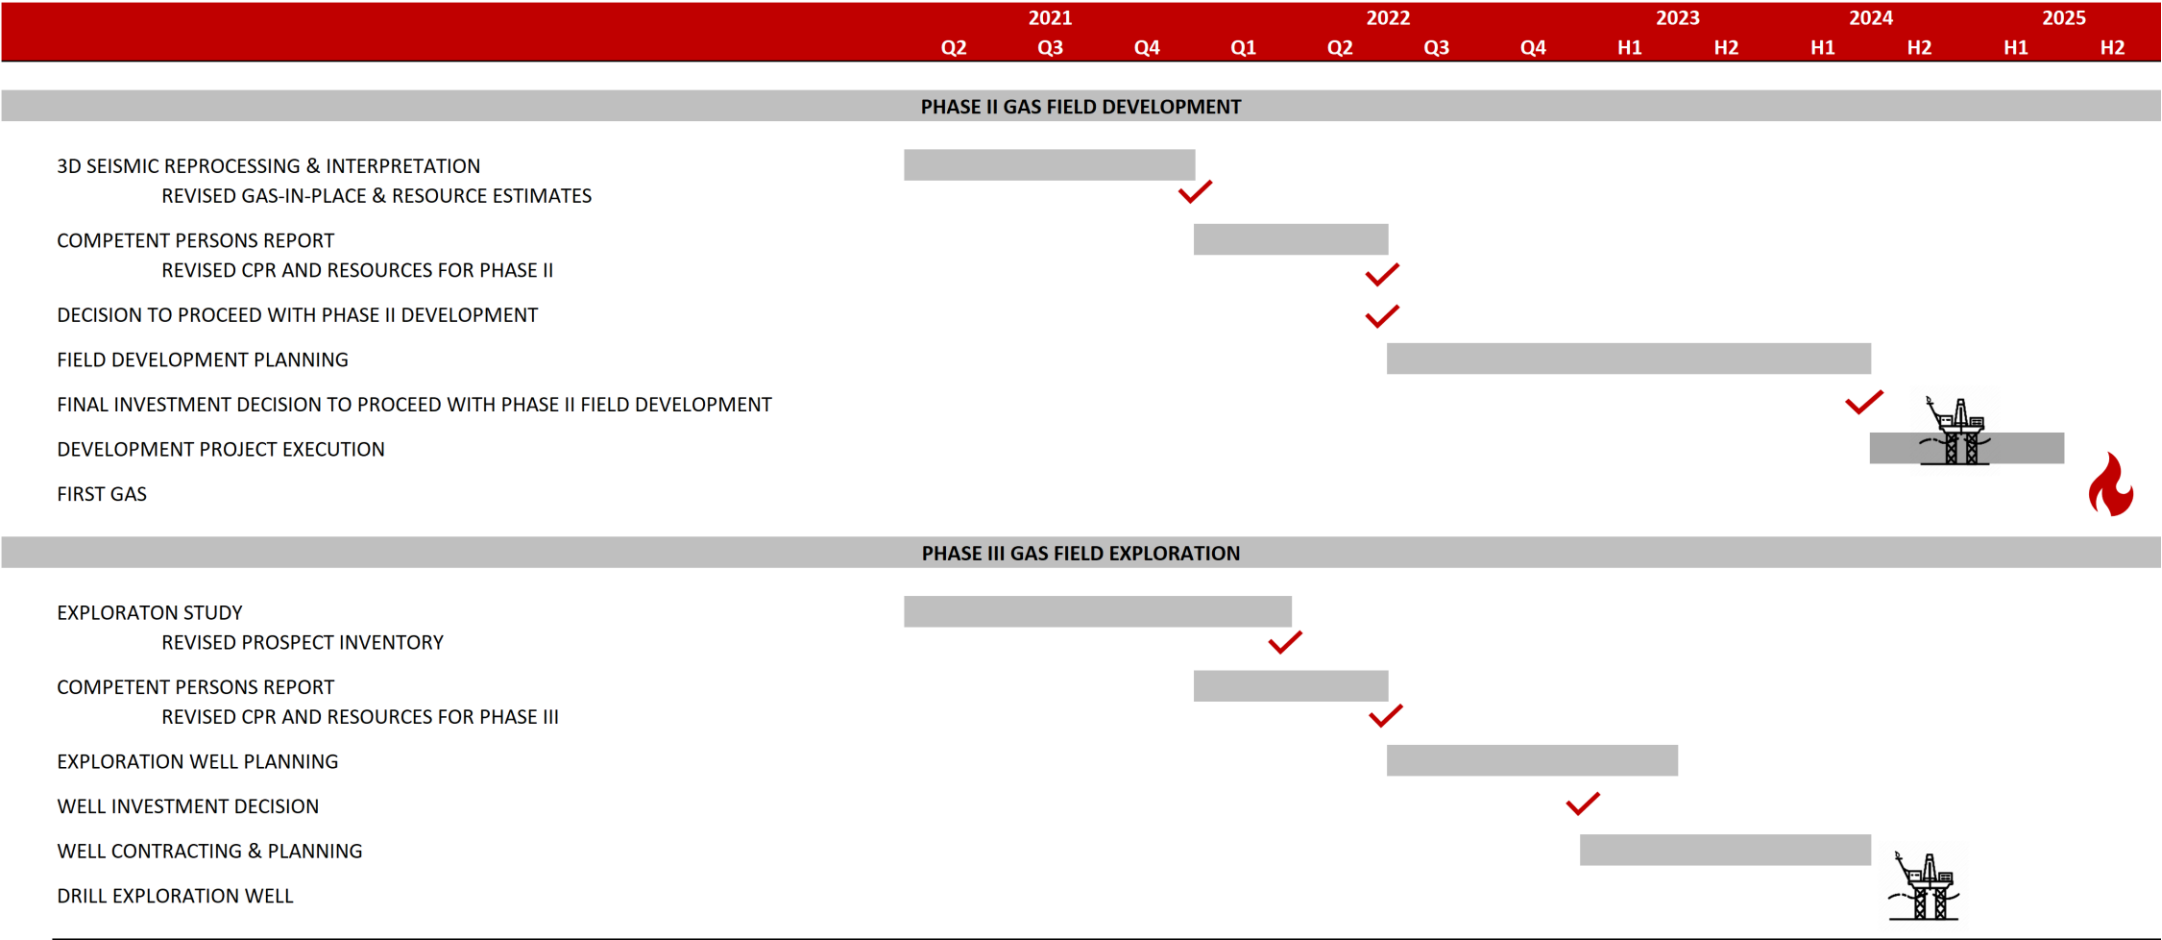 2021 2022 2023 2024 2025
Q2 Q3 Q4 Q1 Q2 Q3 Q4 H1 H2 H1 H2 H1 H2
PHASE II GAS FIELD DEVELOPMENT
3D SEISMIC REPROCESSING & INTERPRETATION
REVISED GAS-IN-PLACE & RESOURCE ESTIMATES
COMPETENT PERSONS REPORT
REVISED CPR AND RESOURCES FOR PHASE II
DECISION TO PROCEED WITH PHASE II DEVELOPMENT
FIELD DEVELOPMENT PLANNING
FINAL INVESTMENT DECISION TO PROCEED WITH PHASE II FIELD DEVELOPMENT
DEVELOPMENT PROJECT EXECUTION
FIRST GAS
PHASE III GAS FIELD EXPLORATION
EXPLORATON STUDY
REVISED PROSPECT INVENTORY
COMPETENT PERSONS REPORT
REVISED CPR AND RESOURCES FOR PHASE III
EXPLORATION WELL PLANNING
WELL INVESTMENT DECISION
WELL CONTRACTING & PLANNING
DRILL EXPLORATION WELL